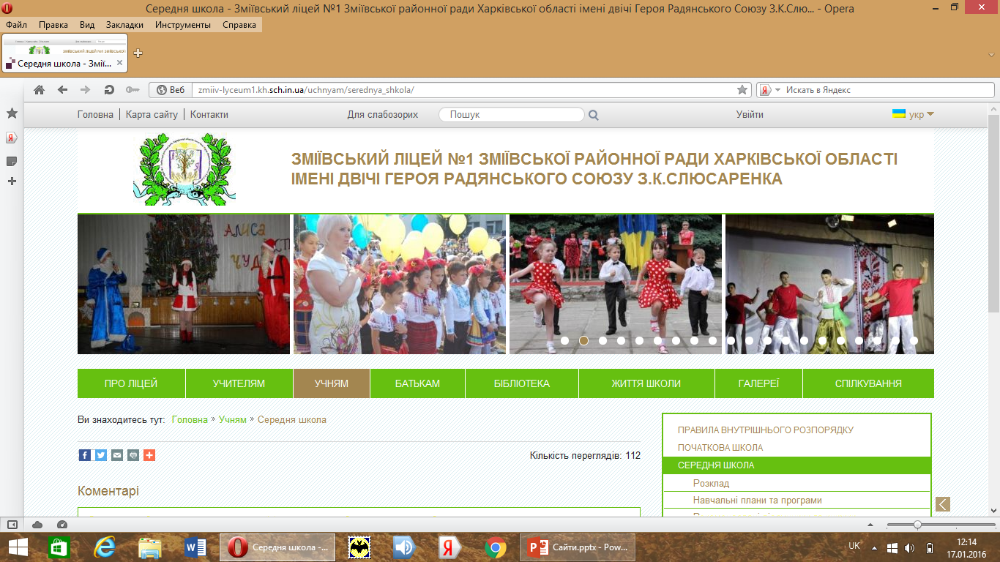 Середня школа - Зміївський ліцей №1 Зміївської районної ради Харківської області імені двічі Героя Радянського Союзу З.К.Слю... - Opera
Файл Правка Вид Закладки Инструменты Справка
Середня школа - Змії...
Веб zmiiv-lyceum1.kh.sch.in.ua/uchnyam/serednya_shkola/ Искать в Яндекс
Головна Карта сайту Контакти Для слабозорих Пошук Увійти укр
ЗМІЇВСЬКИЙ ЛІЦЕЙ №1 ЗМІЇВСЬКОЇ РАЙОННОЇ РАДИ ХАРКІВСЬКОЇ ОБЛАСТІ
ІМЕНІ ДВІЧІ ГЕРОЯ РАДЯНСЬКОГО СОЮЗУ З.К.СЛЮСАРЕНКА
АЛИСА
ПРО ЛІЦЕЙ УЧИТЕЛЯМ УЧНЯМ БАТЬКАМ БІБЛІОТЕКА ЖИТТЯ ШКОЛИ ГАЛЕРЕЇ СПІЛКУВАННЯ
Ви знаходитесь тут: Головна Учням Середня школа
Кількість переглядів: 112
Коментарі
ПРАВИЛА ВНУТРІШНЬОГО РОЗПОРЯДКУ
ПОЧАТКОВА ШКОЛА
СЕРЕДНЯ ШКОЛА
Розклад
Навчальні плани та програми
Середня школа -... Сайти.pptx - Pow... UK 12:14
17.01.2016